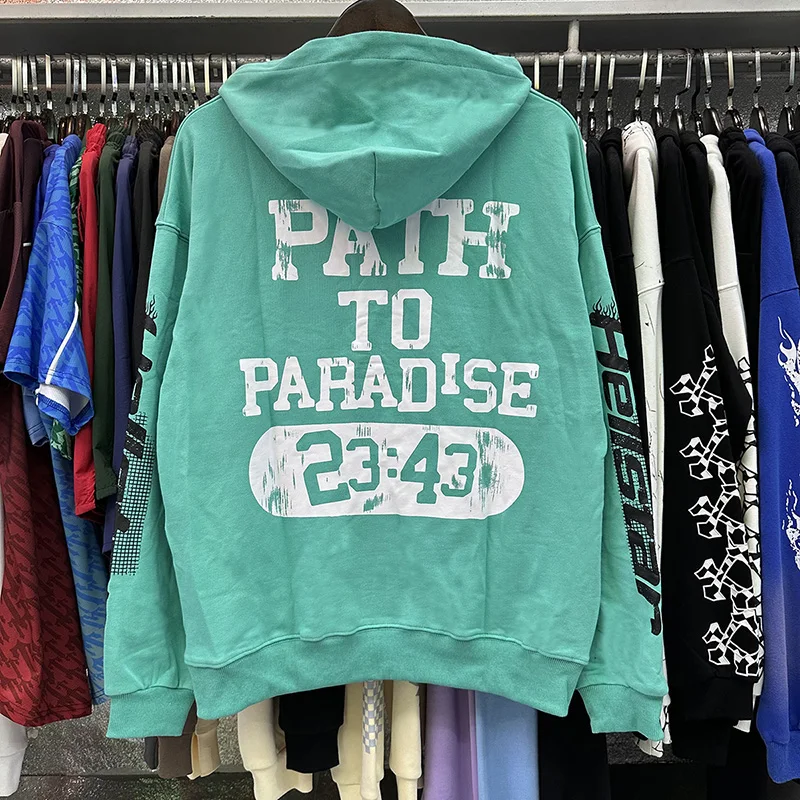 PATH
TO
PARADISE
23:43
Hellstar